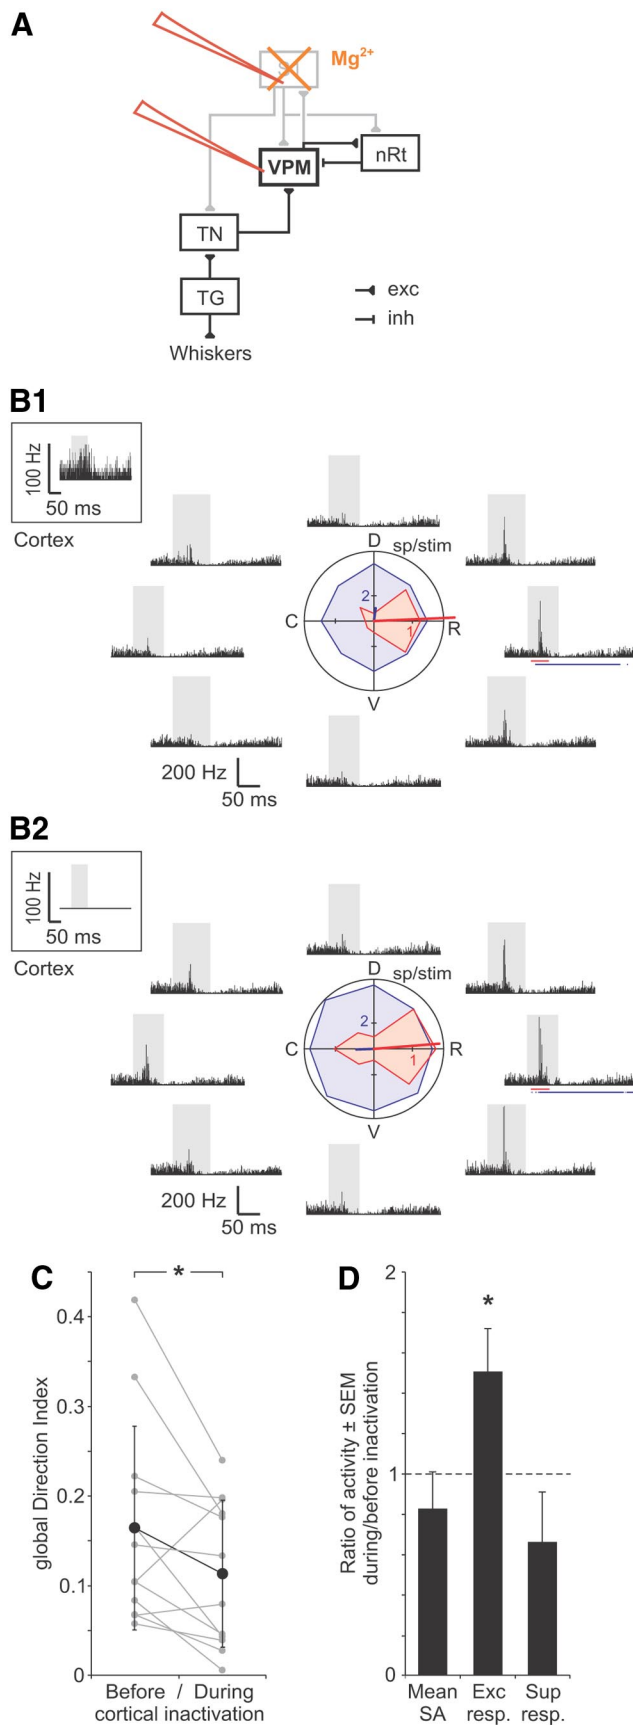 A
Mg2+
VPM
nRt
TN
TG
Whiskers
exc
inh
B1
100 Hz
50 ms
Cortex
D
sp/stim
2
C
R
1
V
200 Hz
50 ms
B2
100 Hz
50 ms
Cortex
D
sp/stim
2
C
R
1
V
200 Hz
50 ms
C
*
0.4
0.3
0.2
0.1
0
global Direction Index
Before / During
cortical inactivation
D
2
*
1
0
Ratio of activity ± SEM
during/before inactivation
Mean
SA
Exc
resp.
Sup
resp.